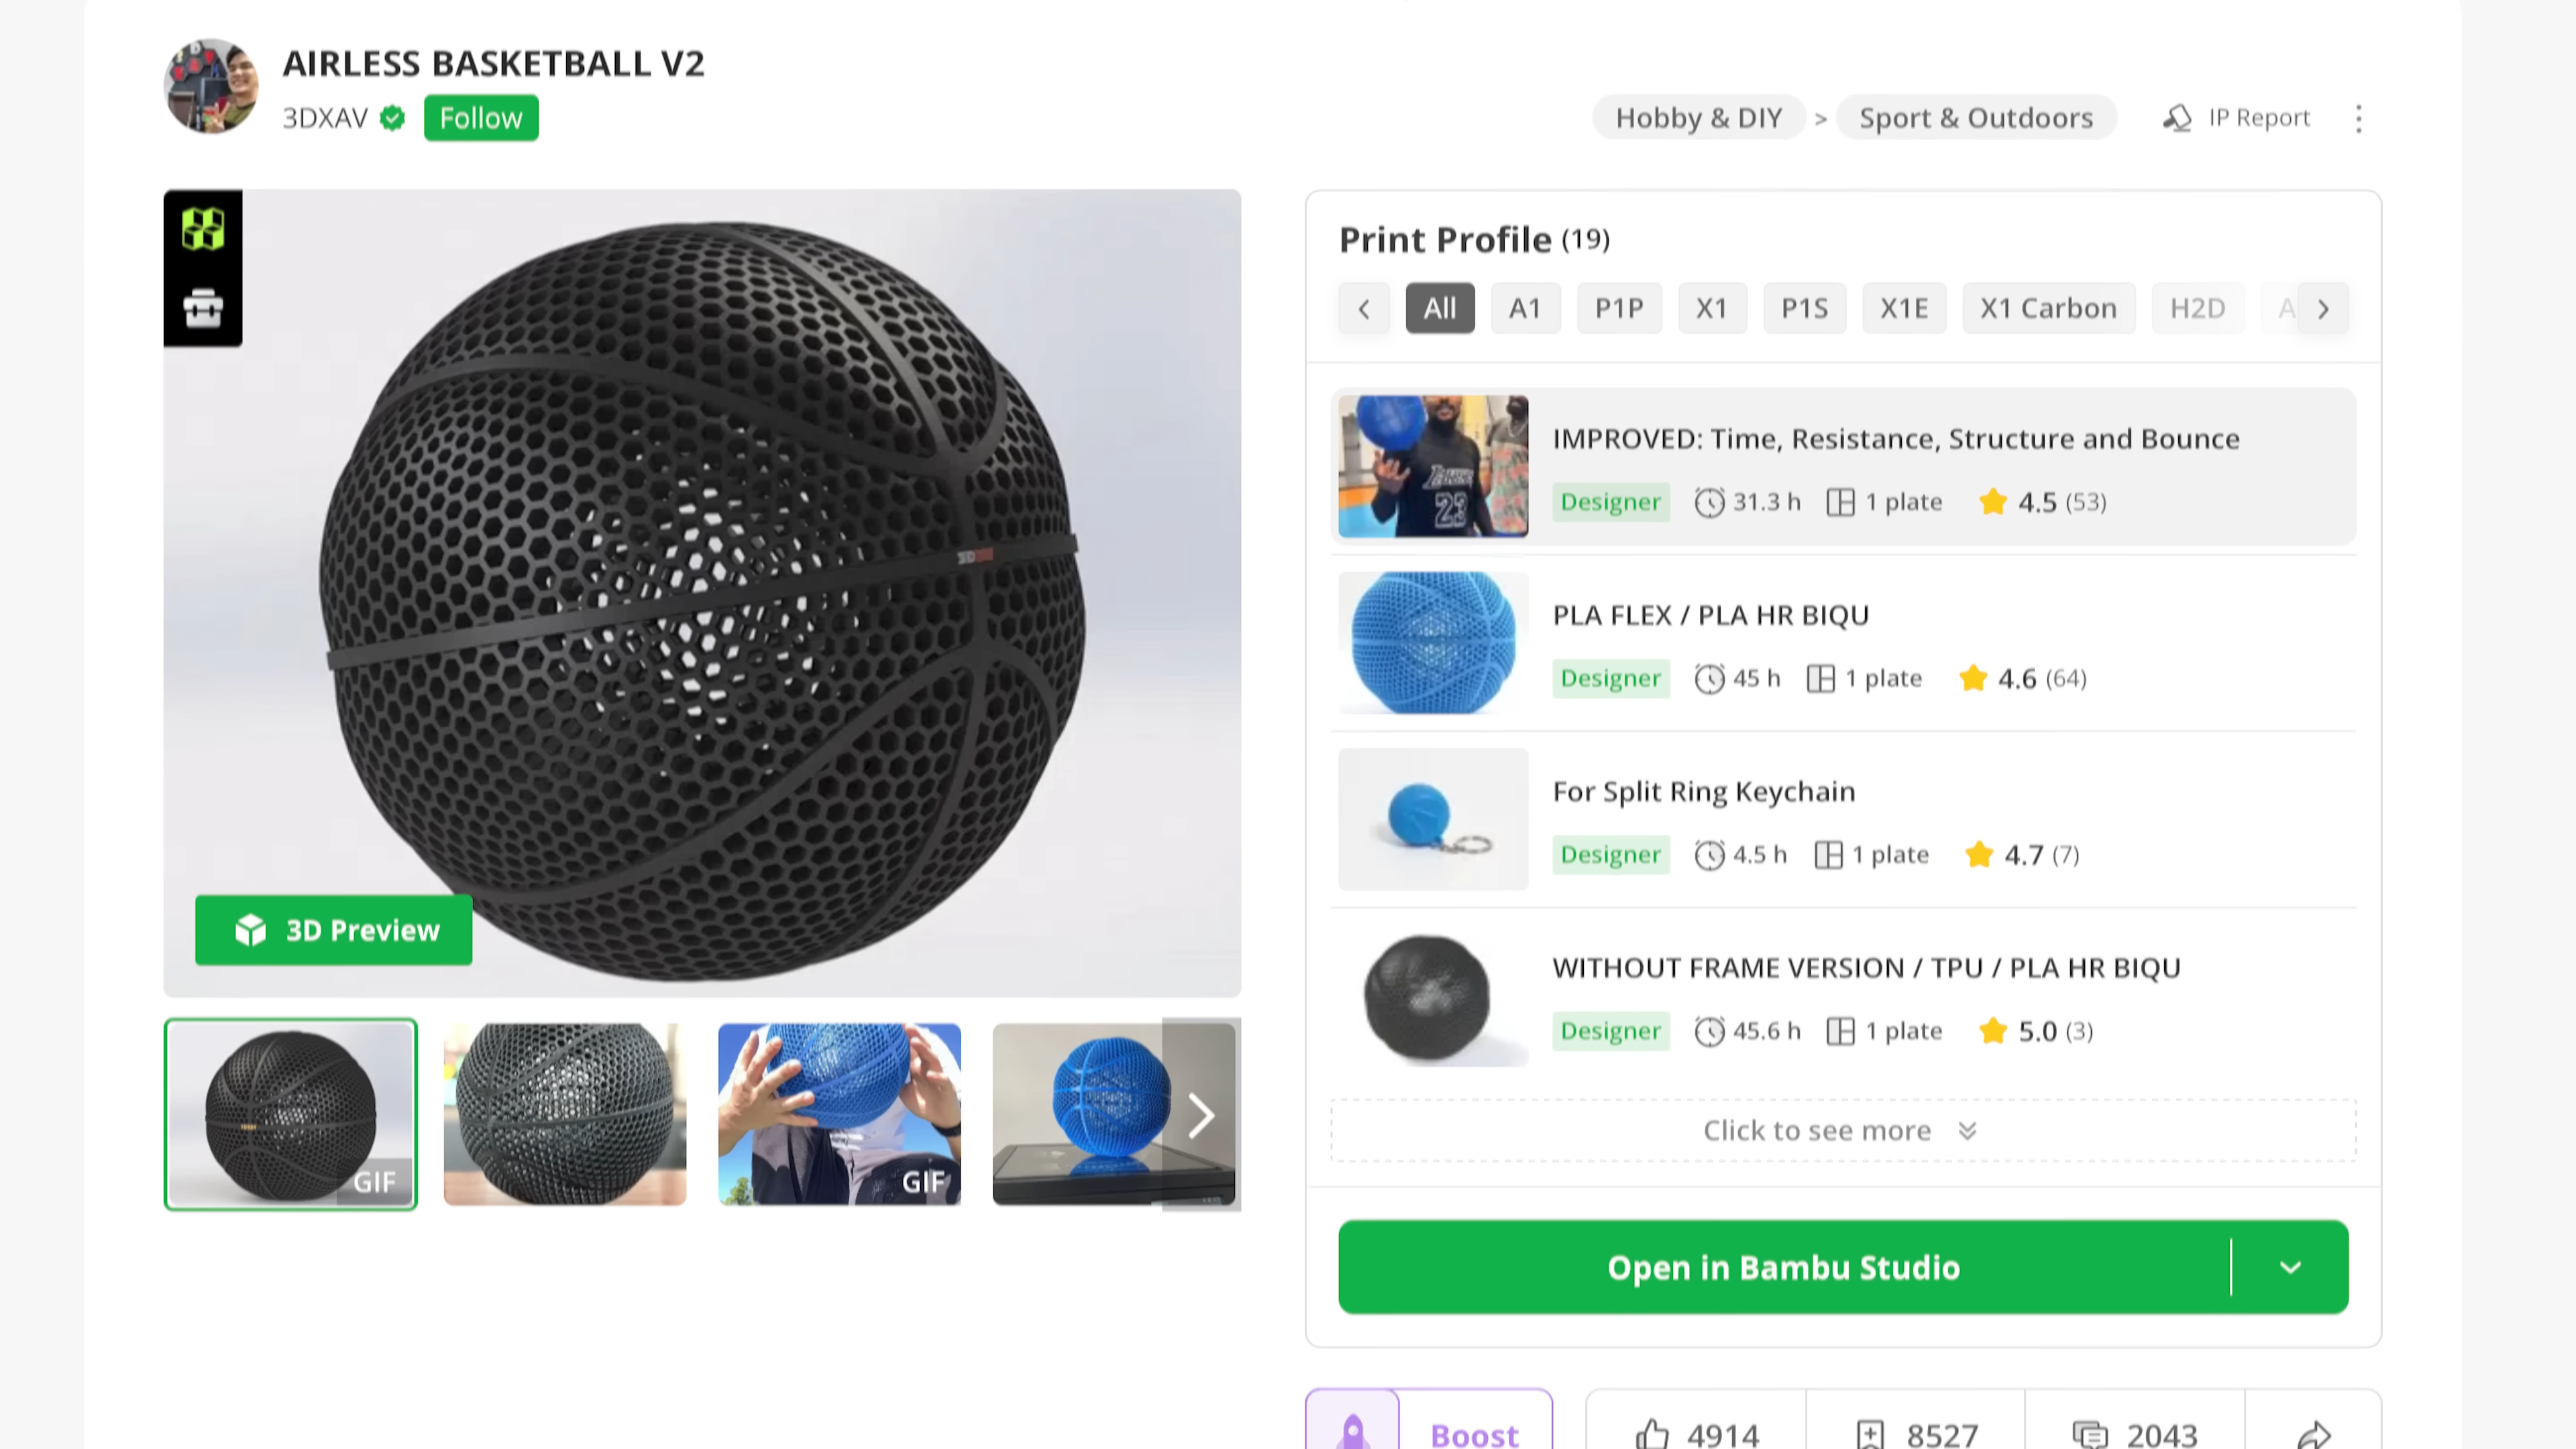 AIRLESS BASKETBALL V2
3DXAV
Follow
Hobby & DIY > Sport & Outdoors
IP Report
3D
3D Preview
GIF
GIF
Print Profile (19)
All
A1
P1P
X1
P1S
X1E
X1 Carbon
H2D
A
IMPROVED: Time, Resistance, Structure and Bounce
Designer 31.3 h 1 plate 4.5 (53)
23
PLA FLEX / PLA HR BIQU
Designer 45 h 1 plate 4.6 (64)
For Split Ring Keychain
Designer 4.5 h 1 plate 4.7 (7)
WITHOUT FRAME VERSION / TPU / PLA HR BIQU
Designer 45.6 h 1 plate 5.0 (3)
Click to see more
Open in Bambu Studio
Boost
4914
8527
2043